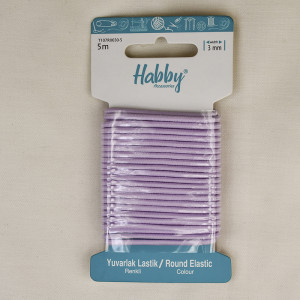 5m
3 mm
Habby®
Accessories
Yuvarlak Lastik / Round Elastic
Renkli Colour